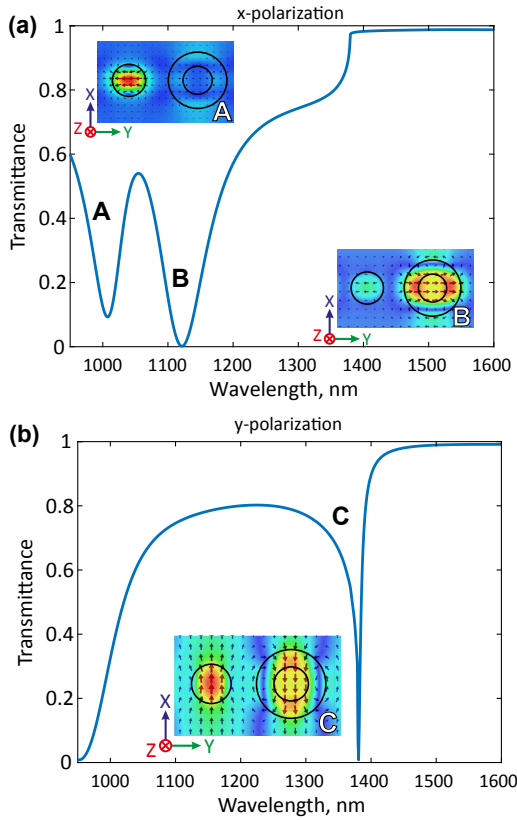 x-polarization
(a)
1
0.8
0.6
0.4
0.2
0
Transmittance
X
Z
Y
A
A
B
X
Z
Y
B
1000
1100
1200
1300
1400
1500
1600
Wavelength, nm
(b)
y-polarization
1
0.8
0.6
0.4
0.2
0
Transmittance
C
X
Z
Y
C
1000
1100
1200
1300
1400
1500
1600
Wavelength, nm